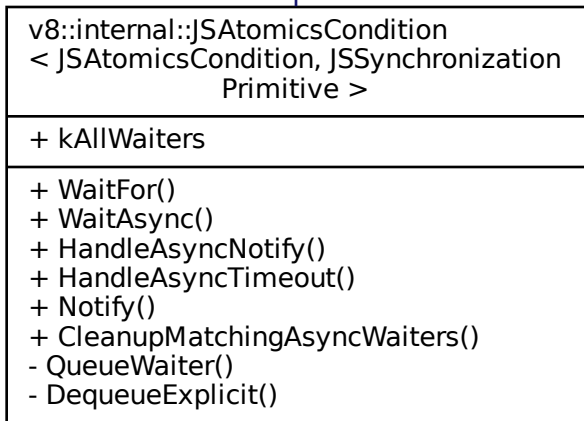 v8::internal::JSAtomicsCondition
< JSAtomicsCondition, JSSynchronization
Primitive >
+ kAllWaiters
+ WaitFor()
+ WaitAsync()
+ HandleAsyncNotify()
+ HandleAsyncTimeout()
+ Notify()
+ CleanupMatchingAsyncWaiters()
- QueueWaiter()
- DequeueExplicit()